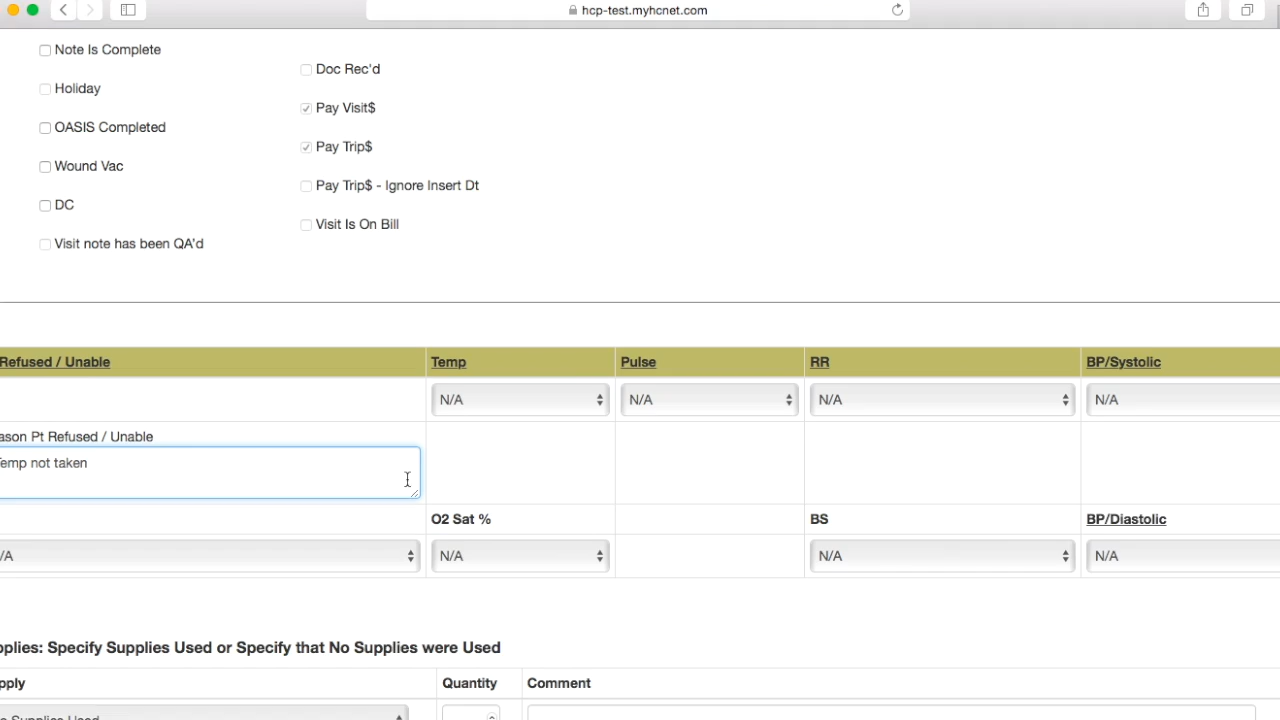 hcp-test.myhcnet.com
Note Is Complete
Holiday
OASIS Completed
Wound Vac
DC
Visit note has been QA'd
Doc Rec'd
Pay Visit$
Pay Trip$
Pay Trip$ - Ignore Insert Dt
Visit Is On Bill
Refused / Unable Temp Pulse RR BP/Systolic
N/A N/A N/A N/A
ason Pt Refused / Unable
Temp not taken
O2 Sat % BS BP/Diastolic
/A N/A N/A N/A
pplies: Specify Supplies Used or Specify that No Supplies were Used
pply Quantity Comment
o Supplies Used